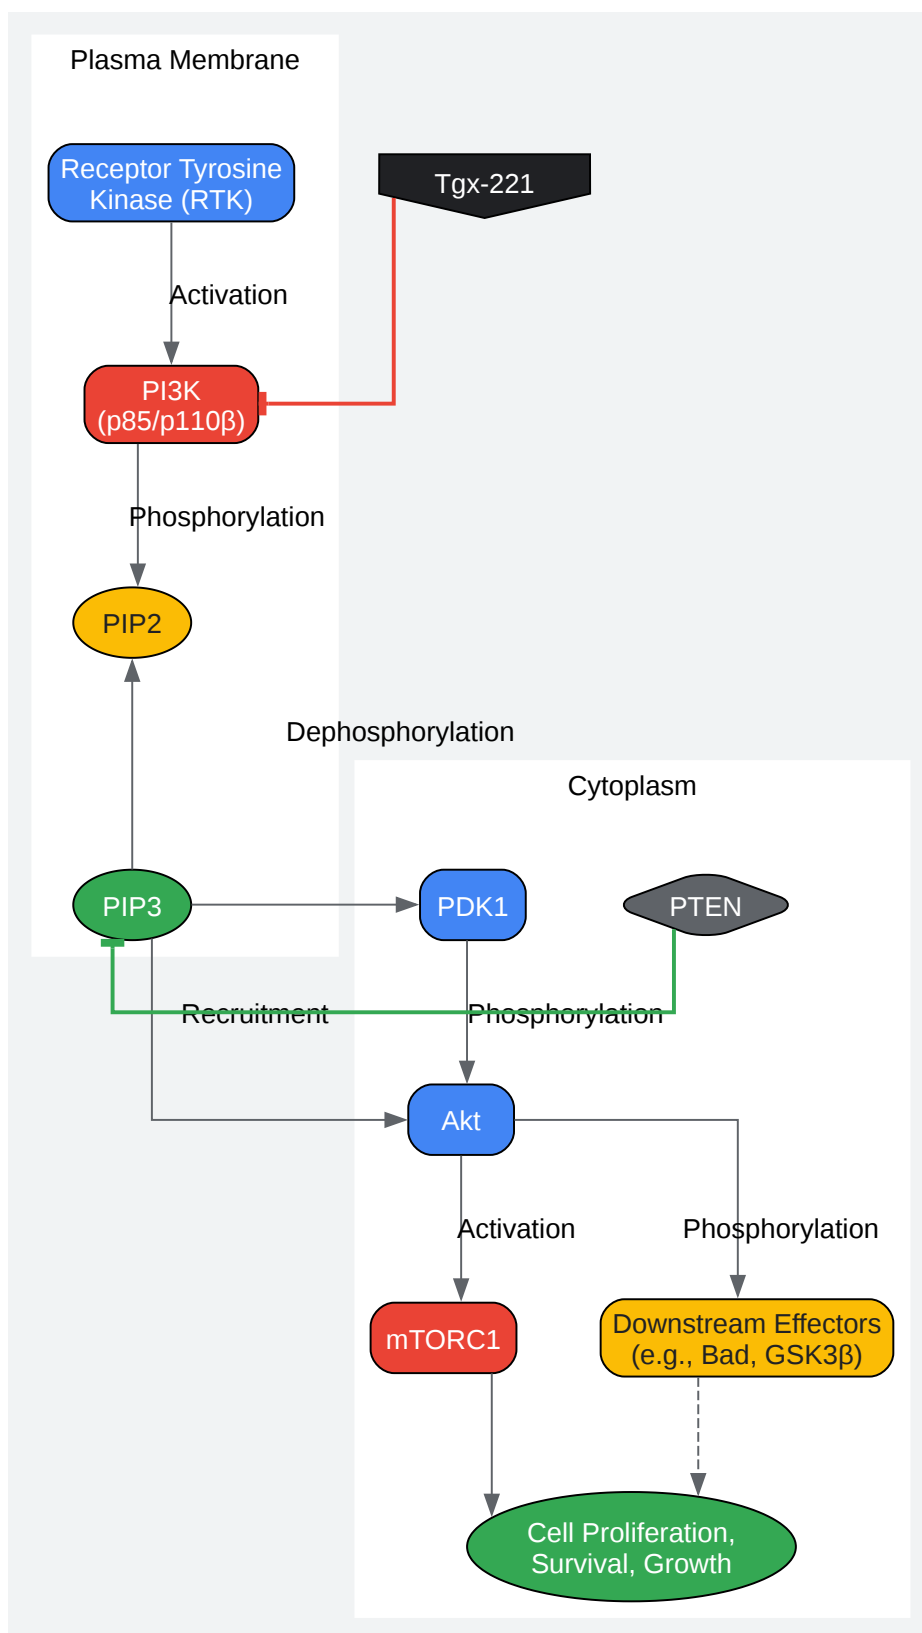 Plasma Membrane
Receptor Tyrosine
Kinase (RTK)
Tgx-221
Activation
PI3K
(p85/p110β)
Phosphorylation
PIP2
Dephosphorylation
Cytoplasm
PIP3
PDK1
PTEN
Recruitment
Phosphorylation
Akt
Activation
Phosphorylation
mTORC1
Downstream Effectors
(e.g., Bad, GSK3β)
Cell Proliferation,
Survival, Growth